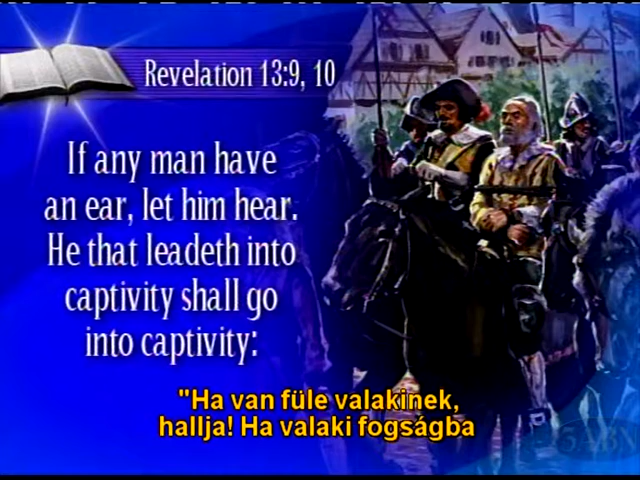 Revelation 13:9, 10
If any man have
an ear, let him hear.
He that leadeth into
captivity shall go
into captivity:
"Ha van füle valakinek,
hallja! Ha valaki fogságba
3ABN